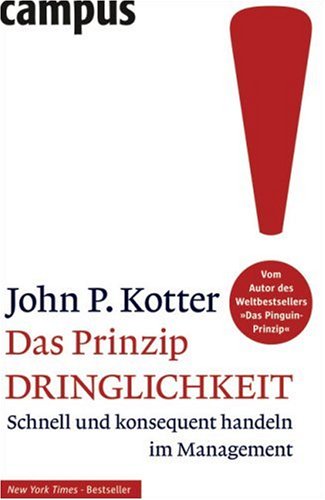 campus
Vom
Autor des
Weltbestsellers
»Das Pinguin-
Prinzip«
John P. Kotter
Das Prinzip
DRINGLICHKEIT
Schnell und konsequent handeln
im Management
New York Times - Bestseller